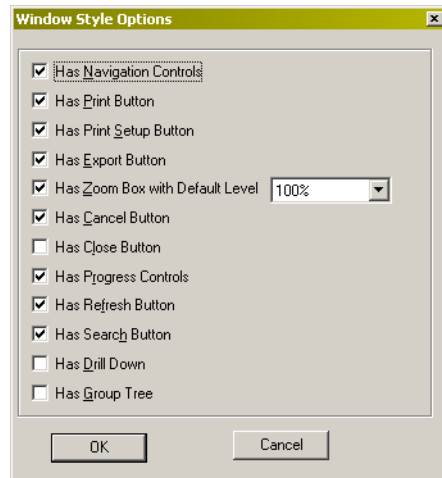 Window Style Options
Has Navigation Controls
Has Print Button
Has Print Setup Button
Has Export Button
Has Zoom Box with Default Level 100%
Has Cancel Button
Has Close Button
Has Progress Controls
Has Refresh Button
Has Search Button
Has Drill Down
Has Group Tree
OK Cancel